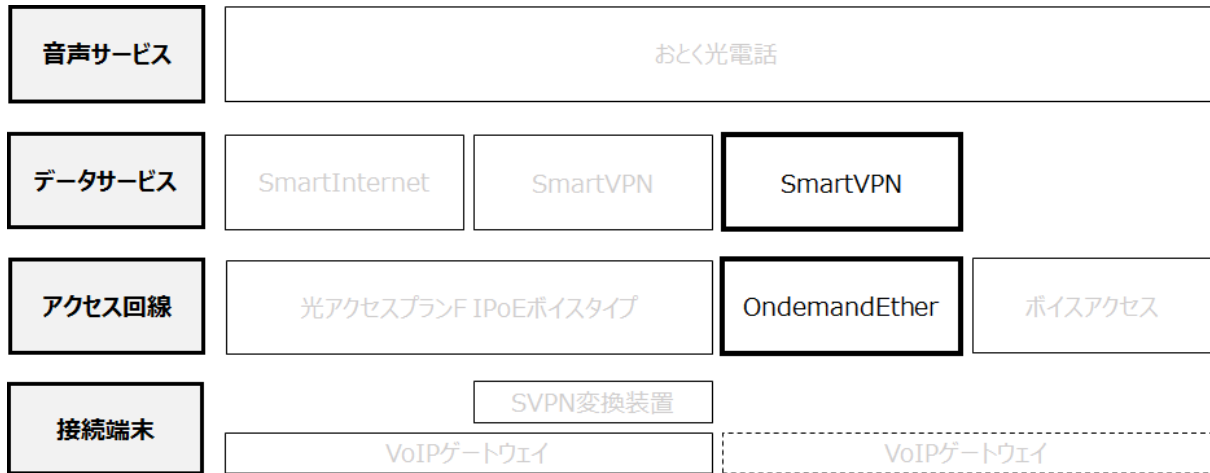 音声サービス
おとく光電話
データサービス
SmartInternet
SmartVPN
SmartVPN
アクセス回線
光アクセスプランF IPoEボイスタイプ
OndemandEther
ボイスアクセス
接続端末
SVPN変換装置
VoIPゲートウェイ
VoIPゲートウェイ